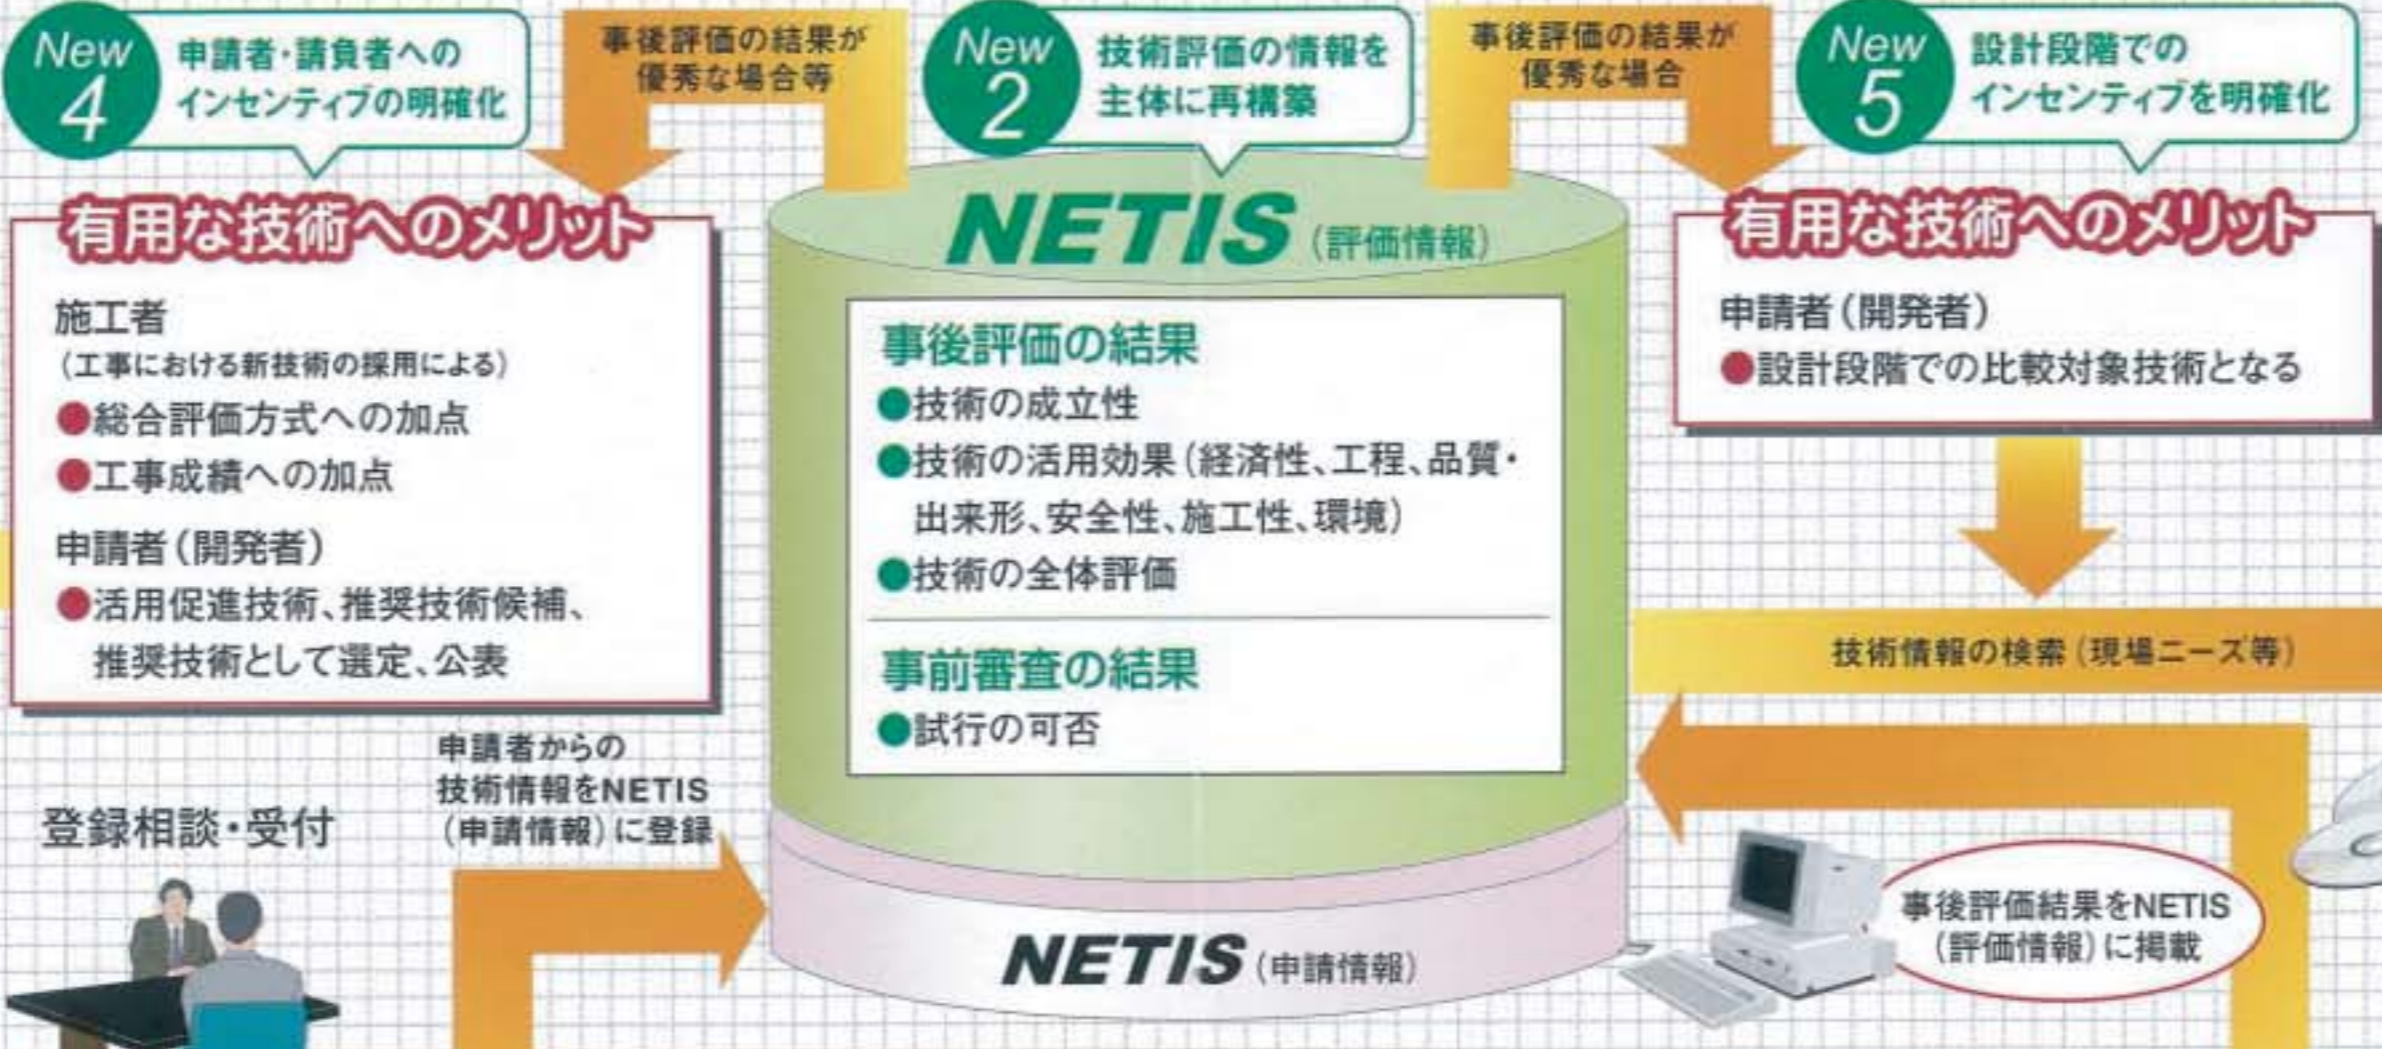 New
4
申請者・請負者への
インセンティブの明確化
事後評価の結果が
優秀な場合等
New
2
技術評価の情報を
主体に再構築
事後評価の結果が
優秀な場合
New
5
設計段階での
インセンティブを明確化
有用な技術へのメリット
施工者
(工事における新技術の採用による)
●総合評価方式への加点
●工事成績への加点
申請者(開発者)
●活用促進技術、推奨技術候補、
推奨技術として選定、公表
NETIS(評価情報)
事後評価の結果
●技術の成立性
●技術の活用効果(経済性、工程、品質・
出来形、安全性、施工性、環境)
●技術の全体評価
事前審査の結果
●試行の可否
有用な技術へのメリット
申請者(開発者)
●設計段階での比較対象技術となる
技術情報の検索(現場ニーズ等)
登録相談・受付
申請者からの
技術情報をNETIS
(申請情報)に登録
NETIS(申請情報)
事後評価結果をNETIS
(評価情報)に掲載